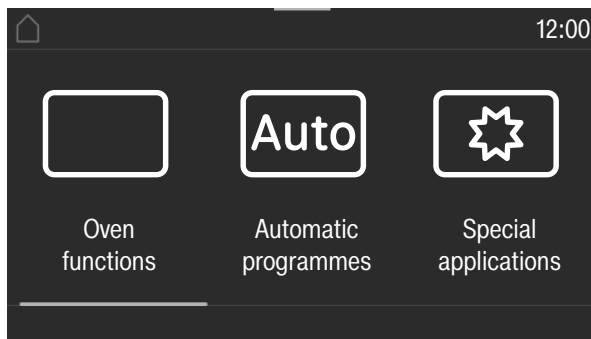 12:00
Auto
Oven
functions
Automatic
programmes
Special
applications